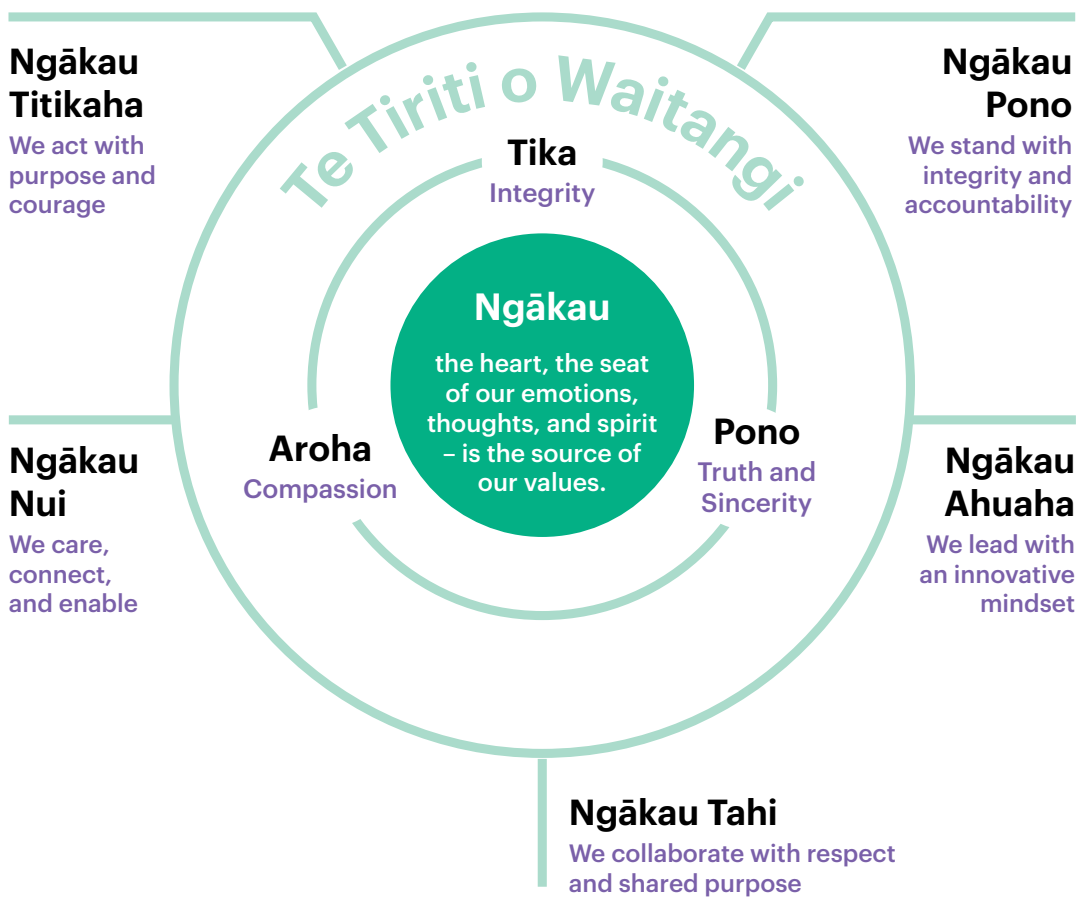 Ngākau
Titikaha
We act with
purpose and
courage
Te Tiriti o Waitangi
Ngākau
Pono
We stand with
integrity and
accountability
Tika
Integrity
Ngākau
the heart, the seat
of our emotions,
thoughts, and spirit
– is the source of
our values.
Aroha
Compassion
Pono
Truth and
Sincerity
Ngākau
Nui
We care,
connect,
and enable
Ngākau
Ahuaha
We lead with
an innovative
mindset
Ngākau Tahi
We collaborate with respect
and shared purpose